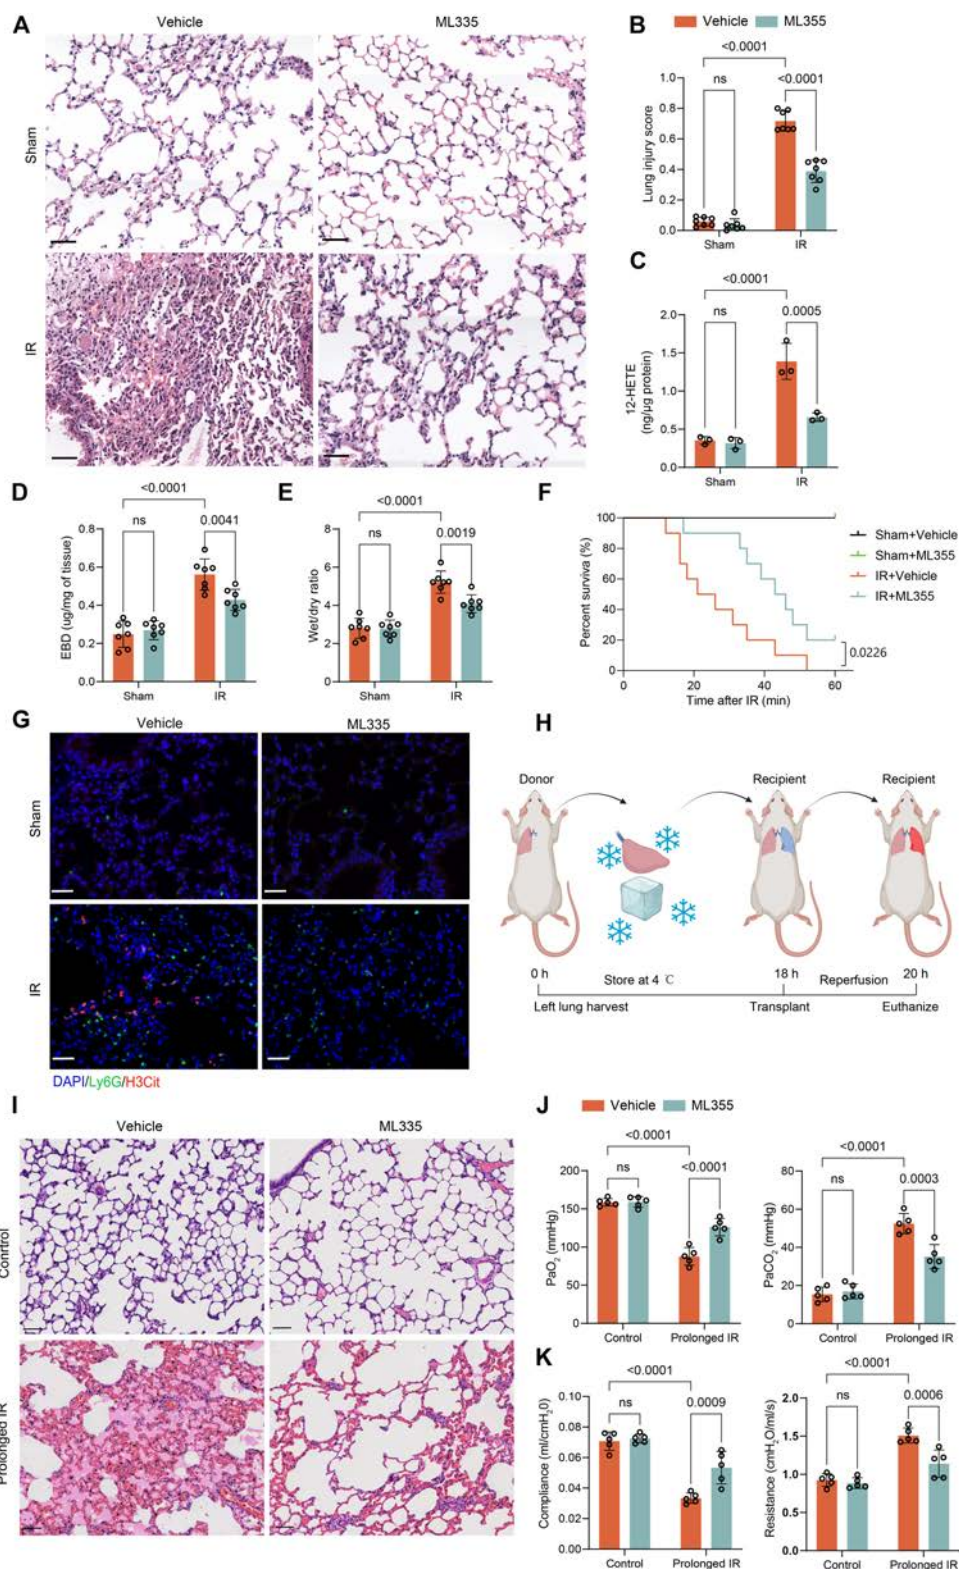 A
Vehicle
ML335
Sham
IR
B
Vehicle
ML355
<0.0001
ns
<0.0001
Lung injury score
1.0
0.8
0.6
0.4
0.2
0.0
Sham
IR
C
<0.0001
ns
0.0005
12-HETE
(ng/μg protein)
2.0
1.5
1.0
0.5
0.0
Sham
IR
D
<0.0001
ns
0.0041
EBD (ug/mg of tissue)
0.8
0.6
0.4
0.2
0.0
Sham
IR
E
<0.0001
ns
0.0019
Wet/dry ratio
8
6
4
2
0
Sham
IR
F
Percent surviva (%)
100
80
60
40
20
0
0
20
40
60
Time after IR (min)
Sham+Vehicle
Sham+ML355
IR+Vehicle
IR+ML355
0.0226
G
Vehicle
ML335
Sham
IR
DAPI/Ly6G/H3Cit
H
Donor
Recipient
Recipient
0 h
Store at 4 ℃
18 h
Reperfusion
20 h
Left lung harvest
Transplant
Euthanize
I
Vehicle
ML335
Conrtrol
Prolonged IR
J
Vehicle
ML355
<0.0001
ns
<0.0001
PaO2 (mmHg)
200
150
100
50
0
Control
Prolonged IR
<0.0001
ns
0.0003
PaCO2 (mmHg)
80
60
40
20
0
Control
Prolonged IR
K
<0.0001
ns
0.0009
Compliance (ml/cmH20)
0.10
0.08
0.06
0.04
0.02
0.00
Control
Prolonged IR
<0.0001
ns
0.0006
Resistance (cmH2O/ml/s)
2.0
1.5
1.0
0.5
0.0
Control
Prolonged IR